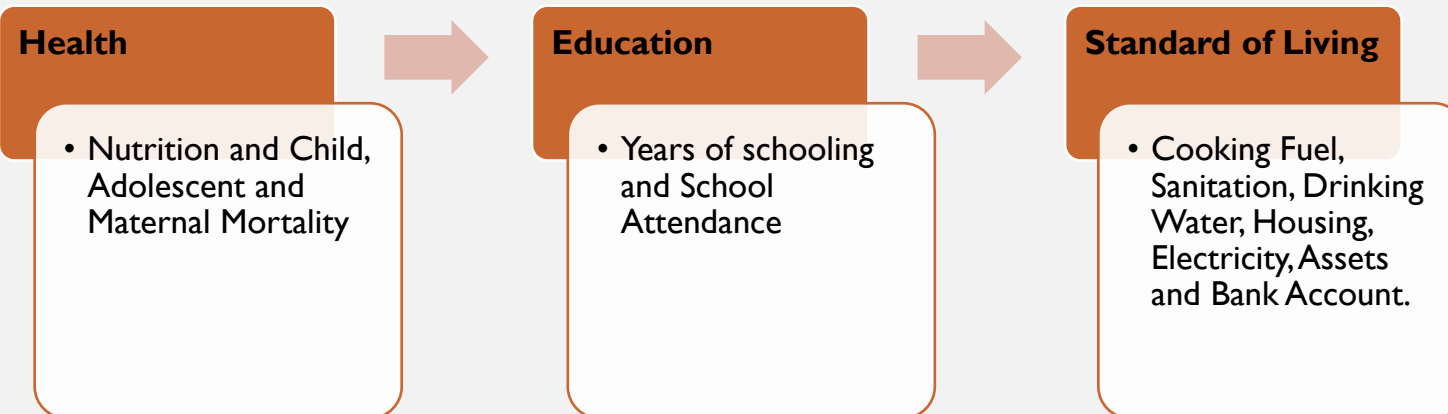 Health
• Nutrition and Child,
Adolescent and
Maternal Mortality
Education
• Years of schooling
and School
Attendance
Standard of Living
• Cooking Fuel,
Sanitation, Drinking
Water, Housing,
Electricity, Assets
and Bank Account.